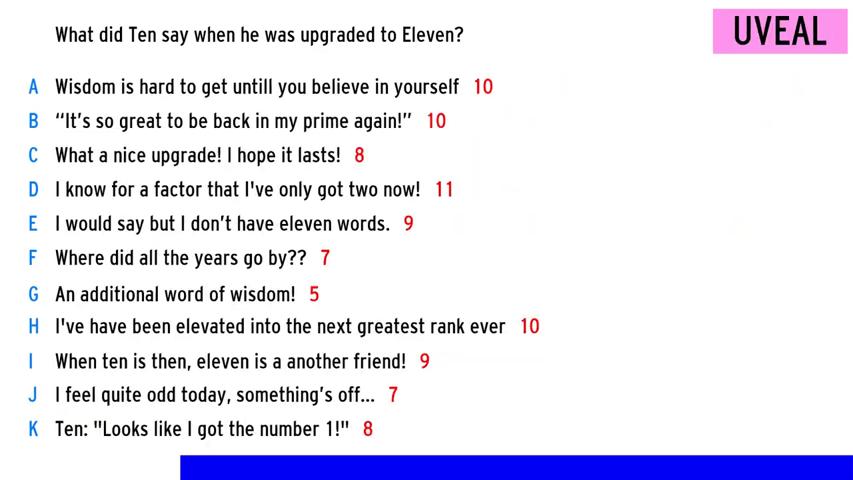 What did Ten say when he was upgraded to Eleven?
UVEAL
A Wisdom is hard to get untill you believe in yourself 10
B “It's so great to be back in my prime again!” 10
C What a nice upgrade! I hope it lasts! 8
D I know for a factor that I've only got two now! 11
E I would say but I don’t have eleven words. 9
F Where did all the years go by?? 7
G An additional word of wisdom! 5
H I've have been elevated into the next greatest rank ever 10
I When ten is then, eleven is a another friend! 9
J I feel quite odd today, something’s off... 7
K Ten: "Looks like I got the number 1!" 8